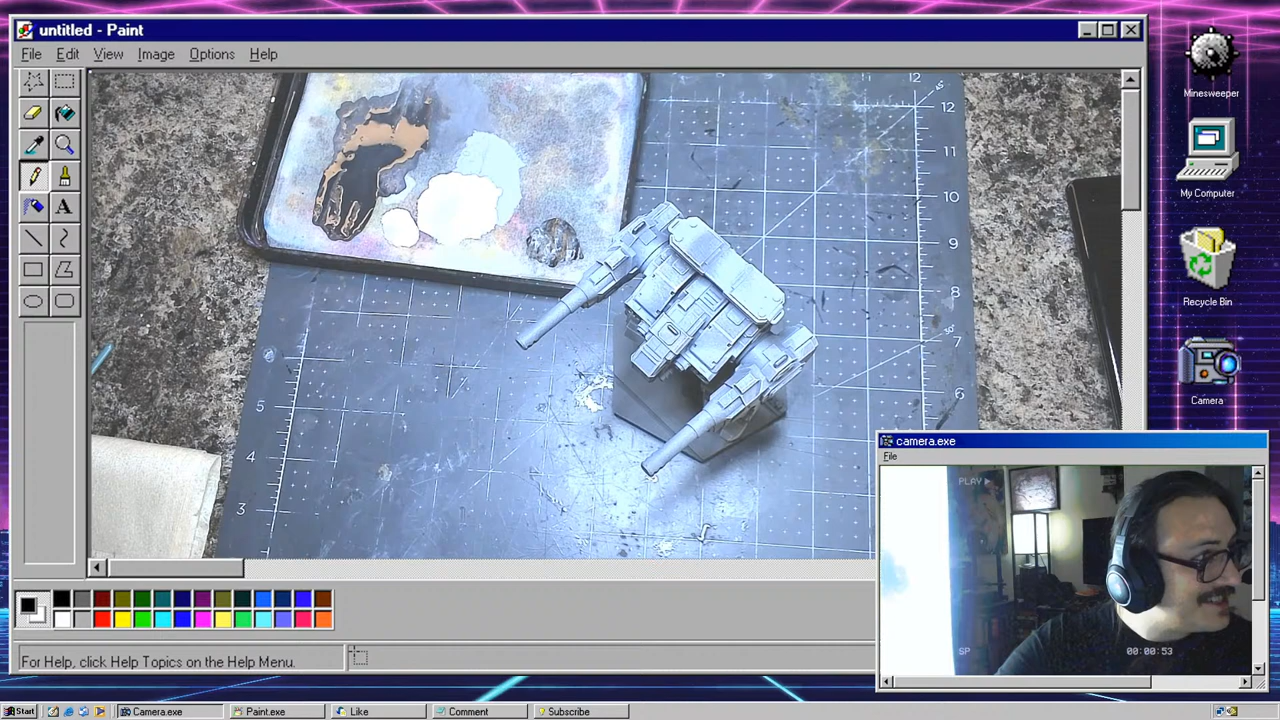 untitled - Paint
File Edit View Image Options Help
12
12
11
10
9
8
7
6
5
4
3
For Help, click Help Topics on the Help Menu.
Minesweeper
My Computer
Recycle Bin
Camera
camera.exe
File
PLAY
SP 00:00:53
Start Camera.exe Paint.exe Like Comment Subscribe